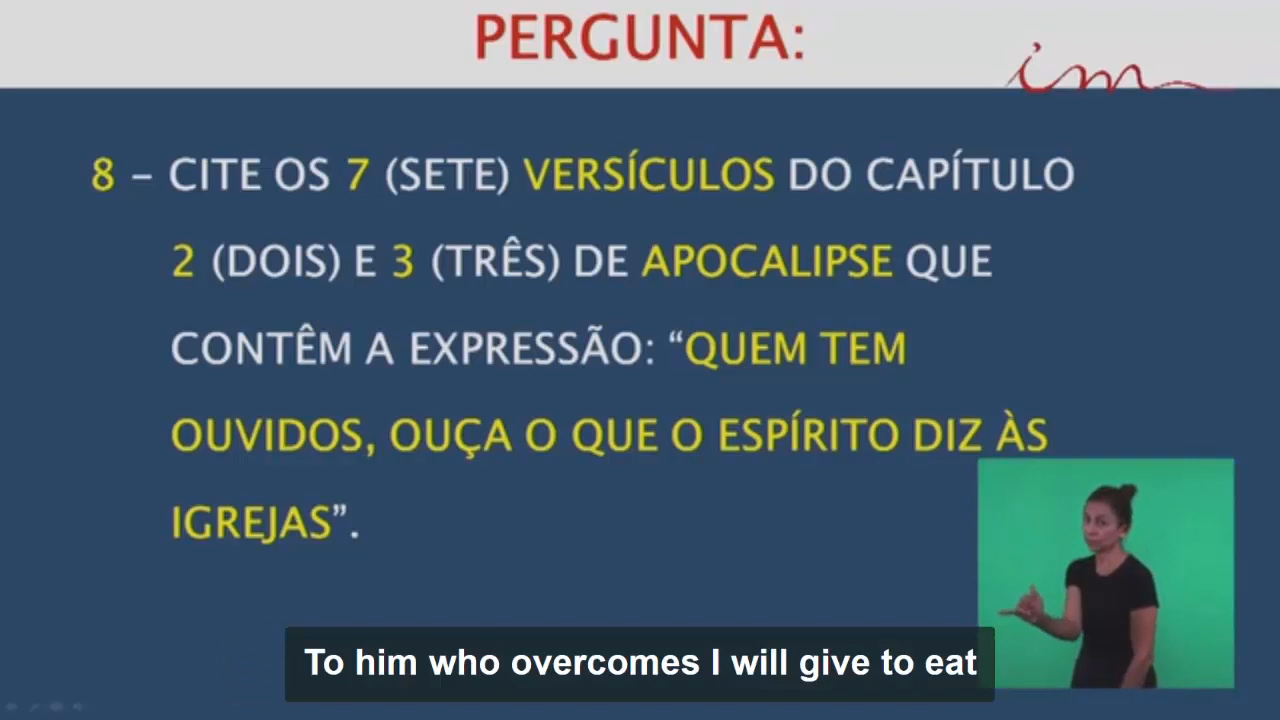 PERGUNTA:
im
8 – CITE OS 7 (SETE) VERSÍCULOS DO CAPÍTULO
2 (DOIS) E 3 (TRÊS) DE APOCALIPSE QUE
CONTÊM A EXPRESSÃO: “QUEM TEM
OUVIDOS, OUÇA O QUE O ESPÍRITO DIZ ÀS
IGREJAS”.
To him who overcomes I will give to eat